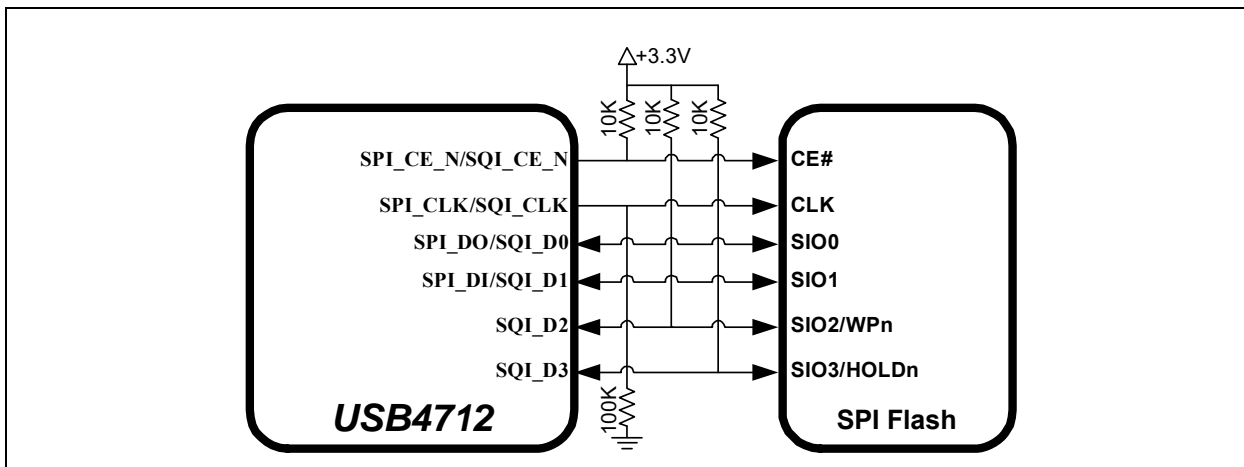 +3.3V
10K
10K
10K
SPI_CE_N/SQI_CE_N
CE#
SPI_CLK/SQI_CLK
CLK
SPI_DO/SQI_D0
SIO0
SPI_DI/SQI_D1
SIO1
SQI_D2
SIO2/WPn
SQI_D3
SIO3/HOLDn
100K
USB4712
SPI Flash